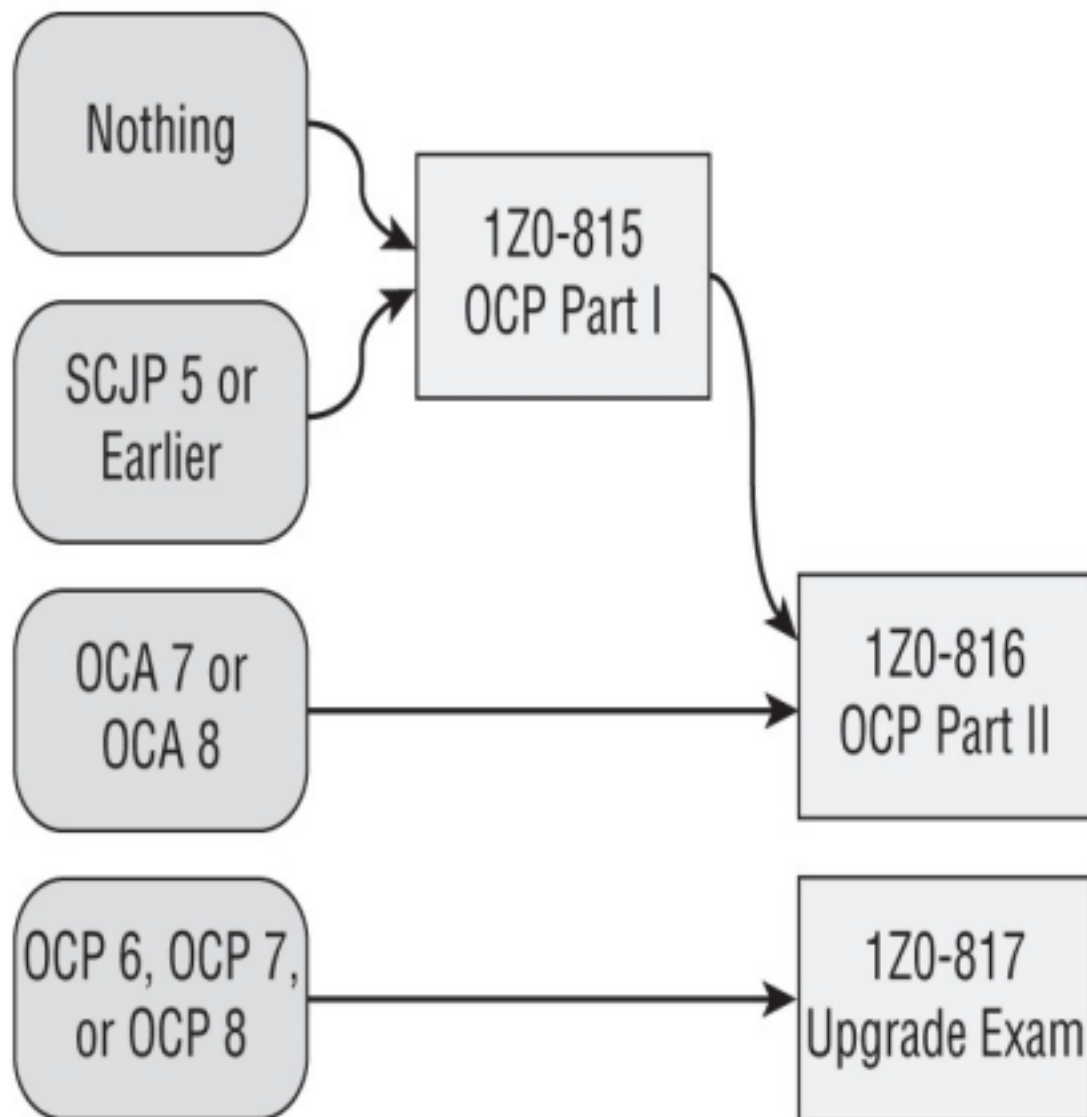 Nothing
1Z0-815
OCP Part I
SCJP 5 or
Earlier
OCA 7 or
OCA 8
1Z0-816
OCP Part II
OCP 6, OCP 7,
or OCP 8
1Z0-817
Upgrade Exam